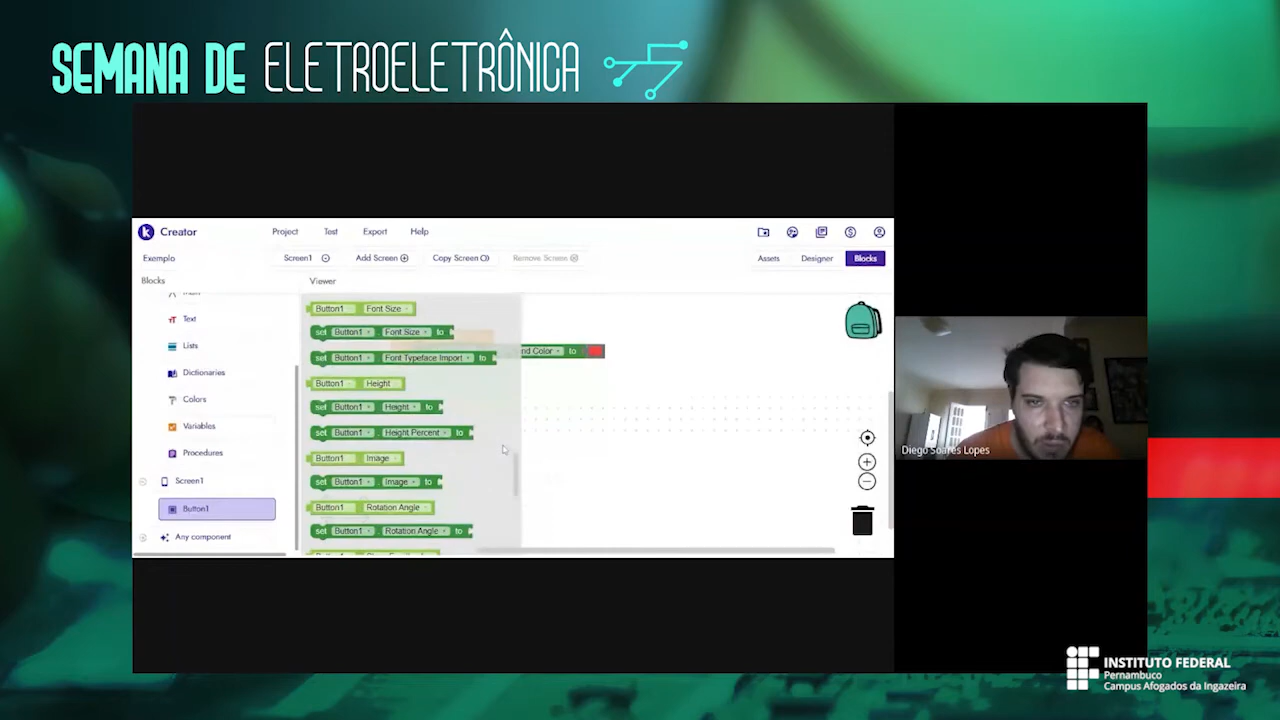 SEMANA DE ELETROELETRÔNICA
Creator
Project Test Export Help
Exemplo
Screen1 Add Screen Copy Screen Remove Screen
Assets Designer Blocks
Blocks
Viewer
Text
Lists
Dictionaries
Colors
Variables
Procedures
Screen1
Button1
Any component
Button1 Font Size
set Button1 Font Size to
set Button1 Font Typeface Import to
nd Color to
Button1 Height
set Button1 Height to
set Button1 Height Percent to
Button1 Image
set Button1 Image to
Button1 Rotation Angle
set Button1 Rotation Angle to
Diego Soares Lopes
INSTITUTO FEDERAL
Pernambuco
Campus Afogados da Ingazeira